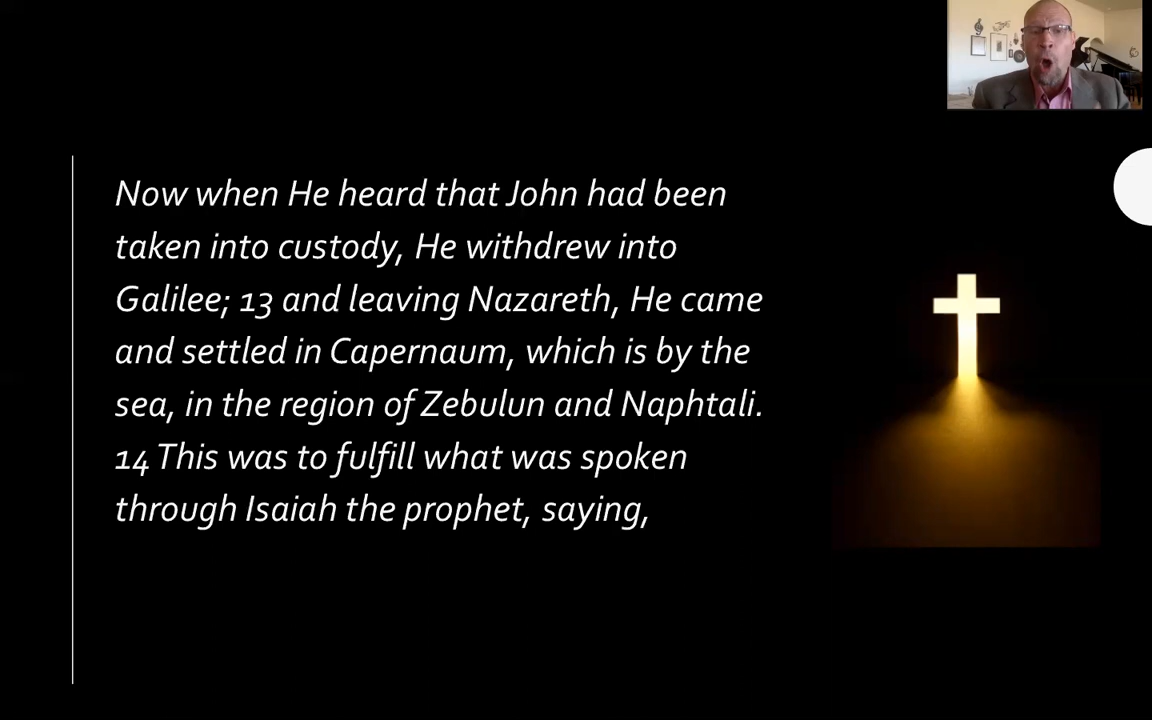 Now when He heard that John had been
taken into custody, He withdrew into
Galilee; 13 and leaving Nazareth, He came
and settled in Capernaum, which is by the
sea, in the region of Zebulun and Naphtali.
14 This was to fulfill what was spoken
through Isaiah the prophet, saying,